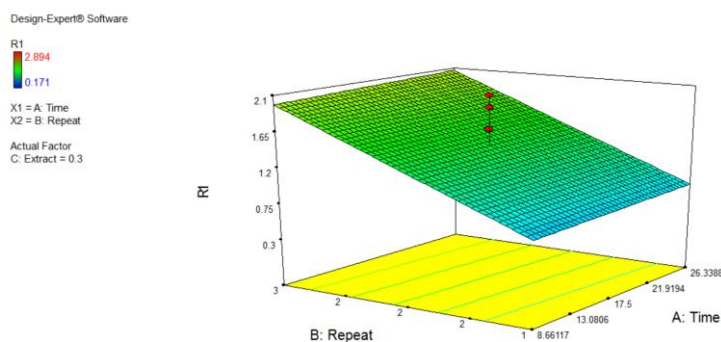 Design-Expert® Software
R1
2.894
0.171
X1 = A: Time
X2 = B: Repeat
Actual Factor
C: Extract = 0.3
2.1
1.65
1.2
0.75
0.3
R1
3
2
2
2
1
8.66117
13.0806
17.5
21.9194
26.3388
B: Repeat
A: Time